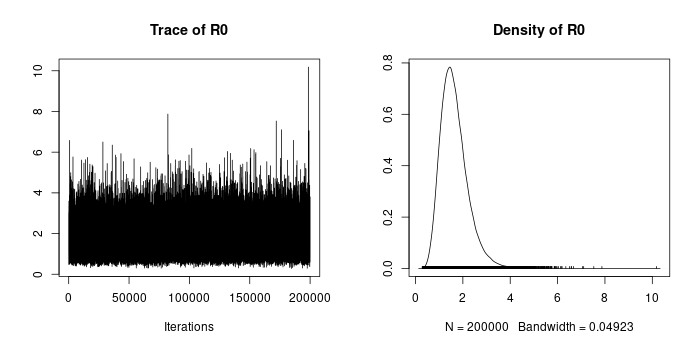 Trace of R0
10
8
6
4
2
0
0 50000 100000 150000 200000
Iterations
Density of R0
0.8
0.6
0.4
0.2
0.0
0 2 4 6 8 10
N = 200000 Bandwidth = 0.04923